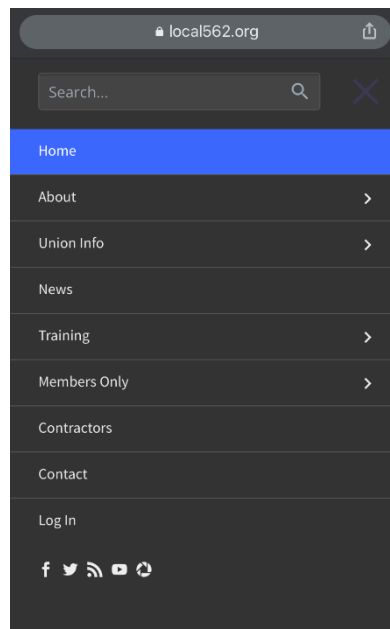 local562.org
Search...
Home
About
Union Info
News
Training
Members Only
Contractors
Contact
Log In